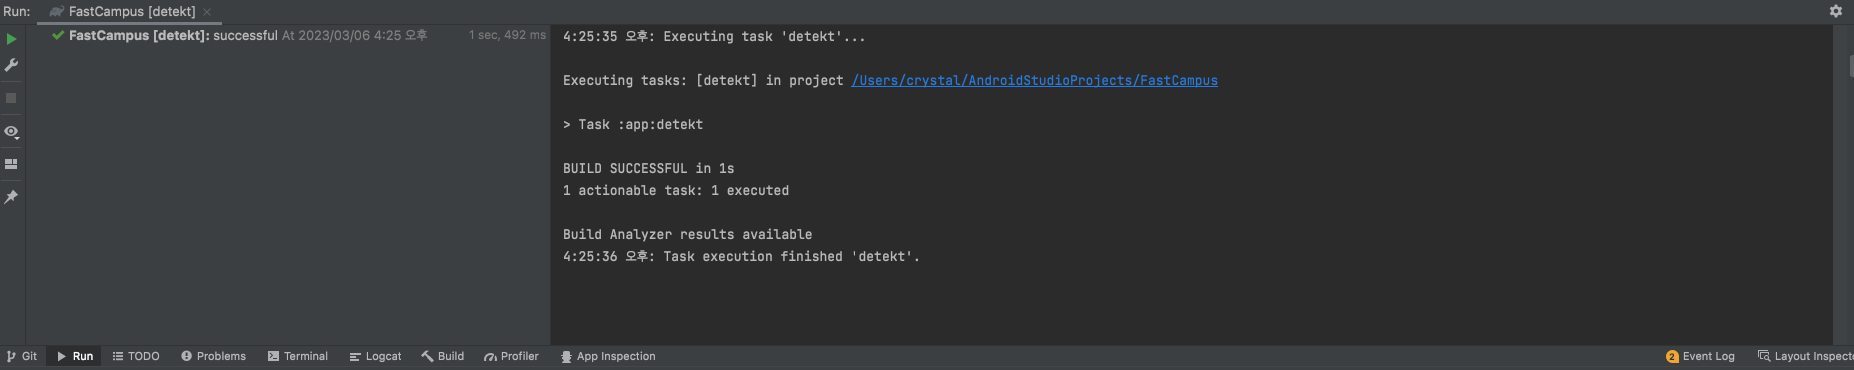 Run: FastCampus [detekt]
FastCampus [detekt]: successful At 2023/03/06 4:25 오후 1 sec, 492 ms
4:25:35 오후: Executing task 'detekt'...
Executing tasks: [detekt] in project /Users/crystal/AndroidStudioProjects/FastCampus
> Task :app:detekt
BUILD SUCCESSFUL in 1s
1 actionable task: 1 executed
Build Analyzer results available
4:25:36 오후: Task execution finished 'detekt'.
Git Run TODO Problems Terminal Logcat Build Profiler App Inspection 2 Event Log Layout Inspecto